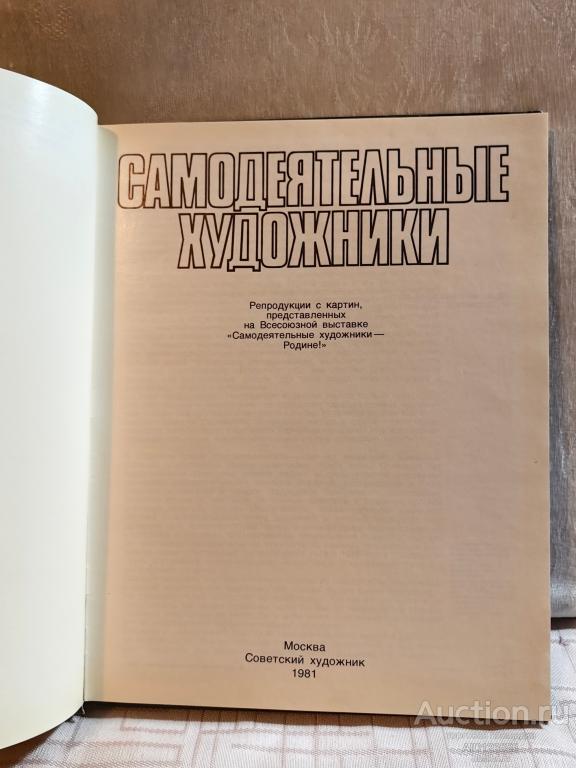 САМОДЕЯТЕЛЬНЫЕ
ХУДОЖНИКИ
Репродукции с картин,
представленных
на Всесоюзной выставке
«Самодеятельные художники—
Родине!»
Москва
Советский художник
1981
Auction.ru